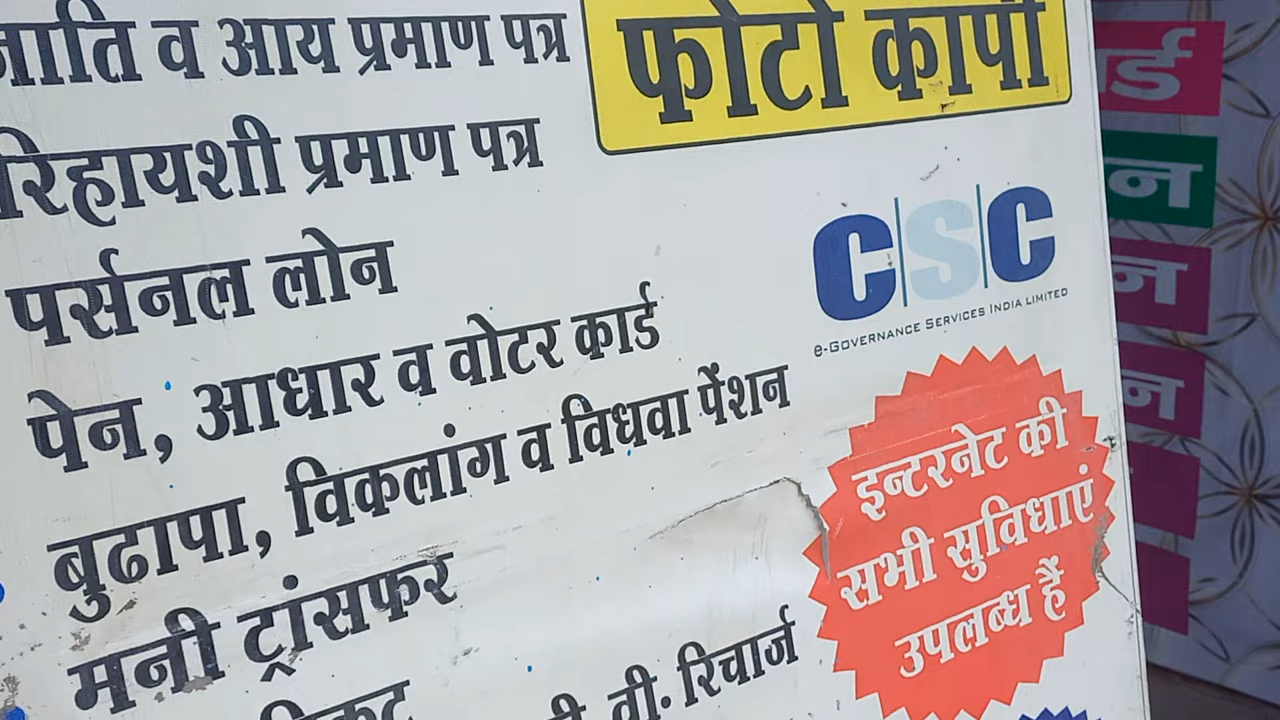 जाति व आय प्रमाण पत्र
फोटो कापी
रिहायशी प्रमाण पत्र
पर्सनल लोन
पेन, आधार व वोटर कार्ड
बुढापा, विकलांग व विधवा पेंशन
मनी ट्रांसफर
वी. रिचार्ज
CSC
e-GOVERNANCE SERVICES INDIA LIMITED
इन्टरनेट की
सभी सुविधाएं
उपलब्ध हैं